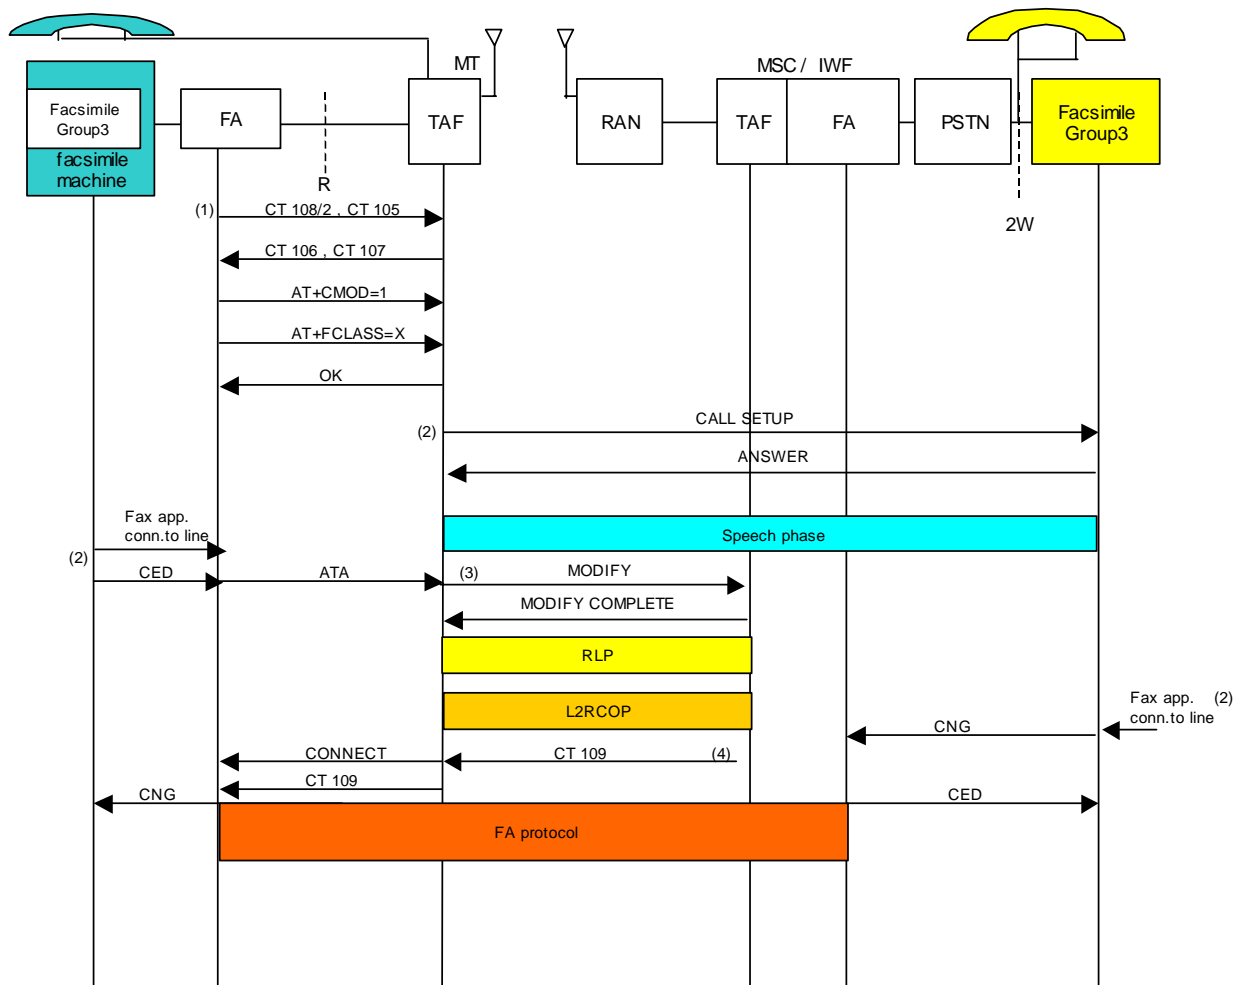 MT
MSC / IWF
Facsimile
Group3
facsimile
machine
FA
R
TAF
RAN
TAF
FA
PSTN
Facsimile
Group3
2W
(1)
CT 108/2 , CT 105
CT 106 , CT 107
AT+CMOD=1
AT+FCLASS=X
OK
(2)
CALL SETUP
ANSWER
Fax app.
conn.to line
(2)
Speech phase
CED
ATA
(3)
MODIFY
MODIFY COMPLETE
RLP
L2RCOP
Fax app. (2)
conn.to line
CNG
CONNECT
CT 109
(4)
CT 109
CNG
CED
FA protocol